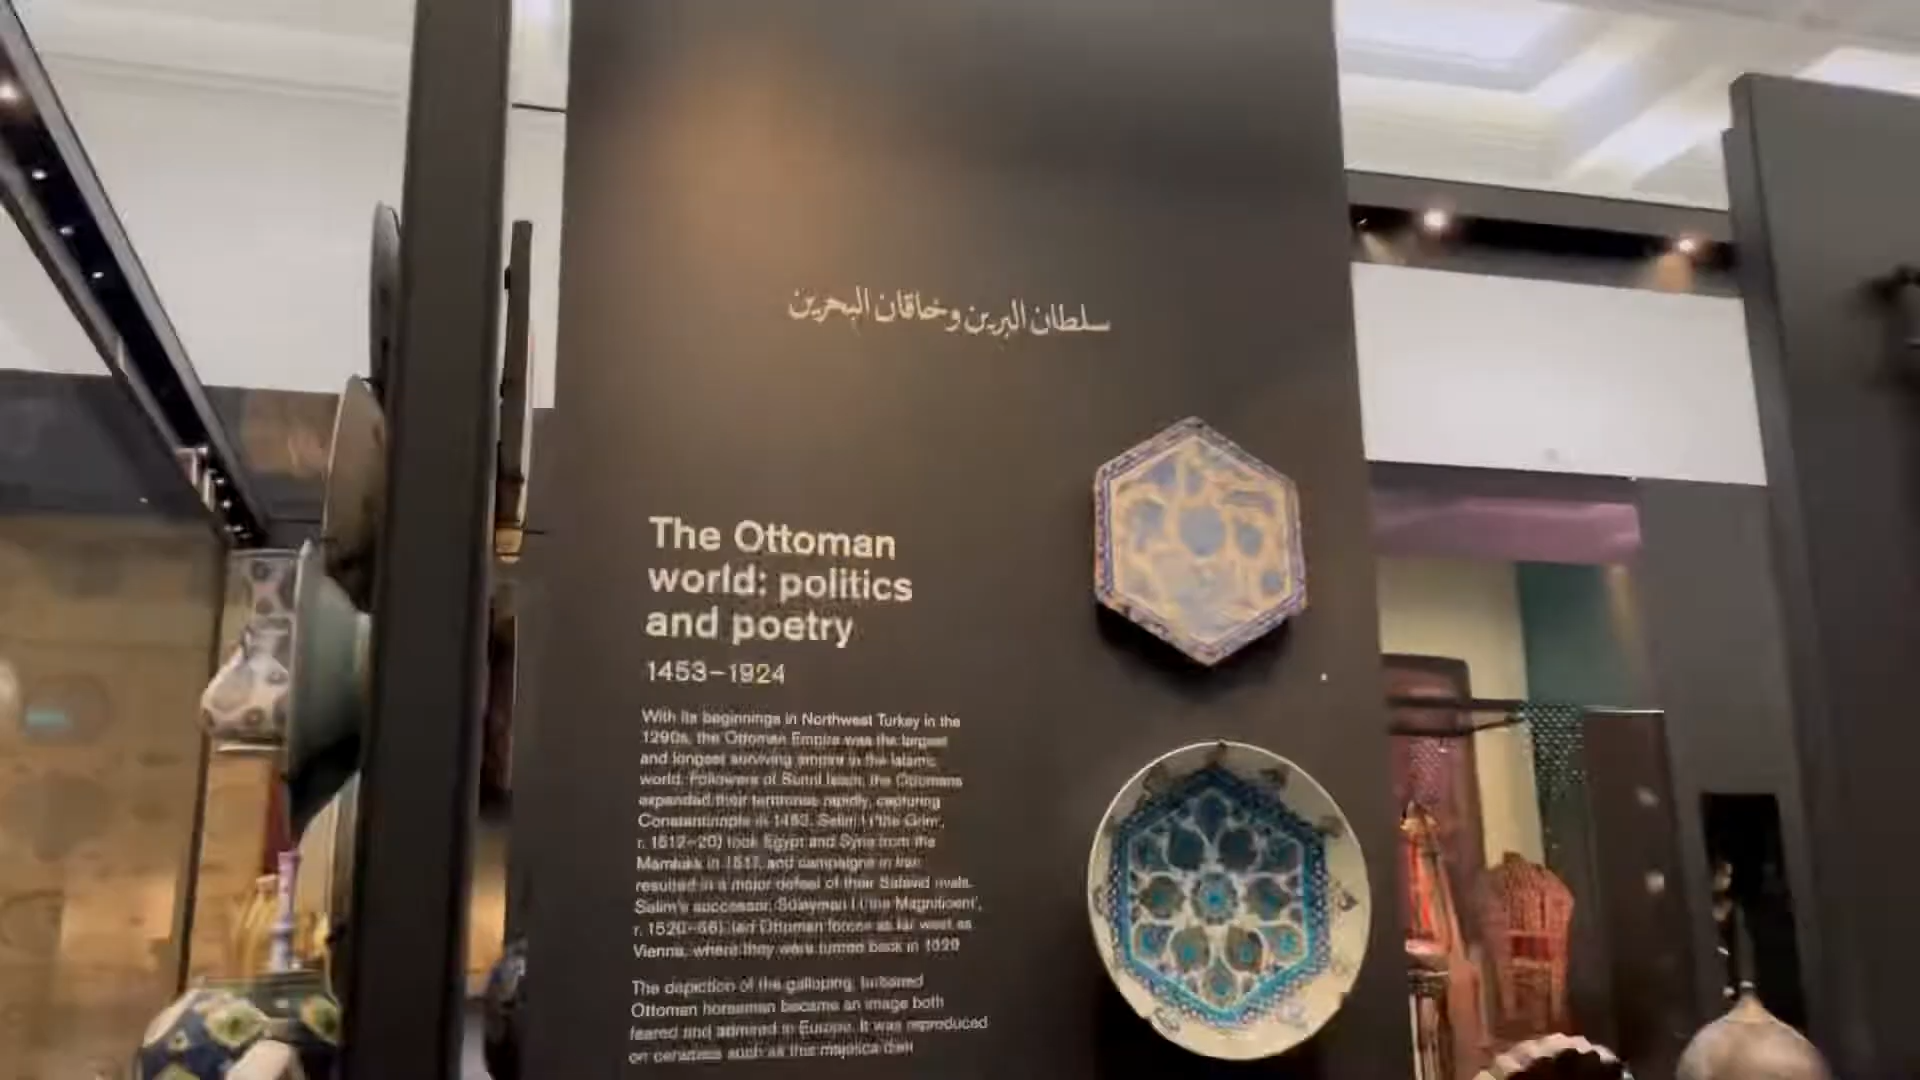 سلطان البرين وخاقان البحرين
The Ottoman
world: politics
and poetry
1453–1924
With its beginnings in Northwest Turkey in the
1290s, the Ottoman Empire was the largest
and longest surviving empire in the Islamic
world. Followers of Sunni Islam, the Ottomans
expanded their territories rapidly, capturing
Constantinople in 1453. Selim I ('the Grim',
r. 1512–20) took Egypt and Syria from the
Mamluks in 1517, and campaigns in Iran
resulted in a major defeat of their Safavid rivals.
Selim's successor, Süleyman I ('the Magnificent',
r. 1520–66) led Ottoman forces as far west as
Vienna, where they were turned back in 1529
The depiction of the galloping, turbaned
Ottoman horseman became an image both
feared and admired in Europe. It was reproduced
on ceramics such as this majolica dish